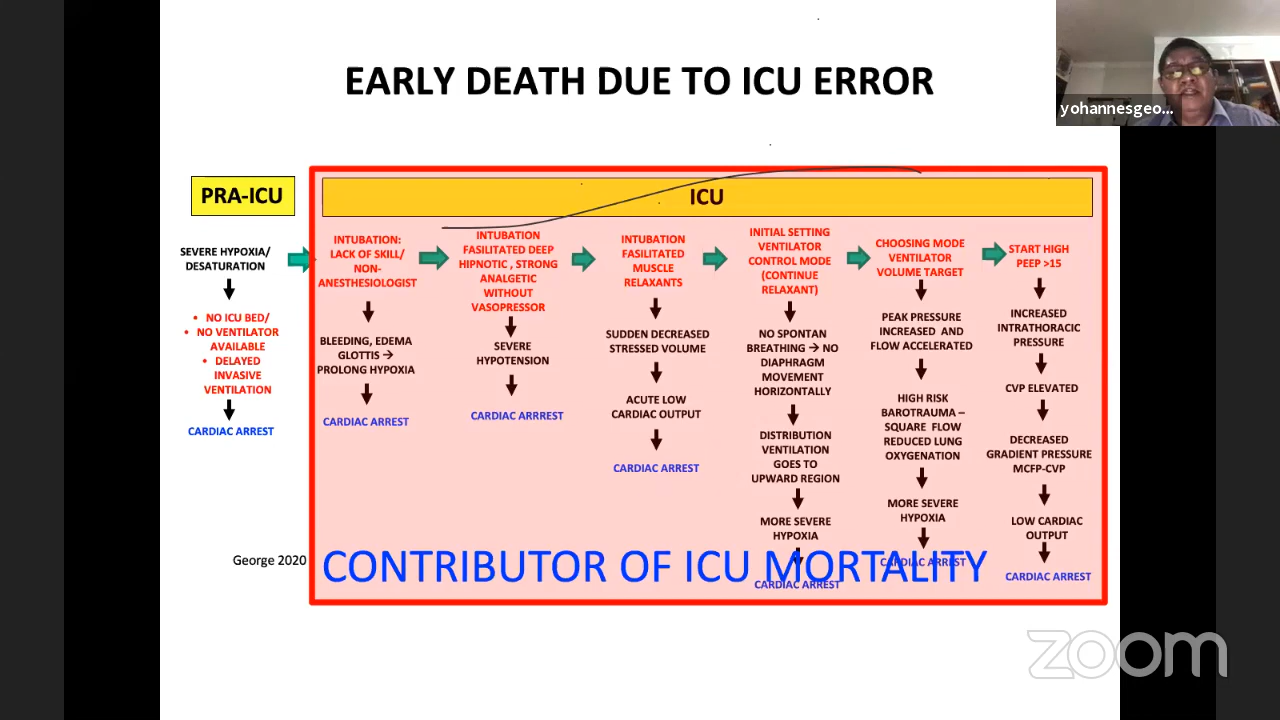 EARLY DEATH DUE TO ICU ERROR
yohannesgeo...
PRA-ICU
ICU
SEVERE HYPOXIA/
DESATURATION
• NO ICU BED/
• NO VENTILATOR
AVAILABLE
• DELAYED
INVASIVE
VENTILATION
CARDIAC ARREST
INTUBATION:
LACK OF SKILL/
NON-
ANESTHESIOLOGIST
BLEEDING, EDEMA
GLOTTIS →
PROLONG HYPOXIA
CARDIAC ARREST
INTUBATION
FASILITATED DEEP
HIPNOTIC , STRONG
ANALGETIC
WITHOUT
VASOPRESSOR
SEVERE
HYPOTENSION
CARDIAC ARRREST
INTUBATION
FASILITATED
MUSCLE
RELAXANTS
SUDDEN DECREASED
STRESSED VOLUME
ACUTE LOW
CARDIAC OUTPUT
CARDIAC ARREST
INITIAL SETTING
VENTILATOR
CONTROL MODE
(CONTINUE
RELAXANT)
NO SPONTAN
BREATHING → NO
DIAPHRAGM
MOVEMENT
HORIZONTALLY
DISTRIBUTION
VENTILATION
GOES TO
UPWARD REGION
MORE SEVERE
HYPOXIA
CARDIAC ARREST
CHOOSING MODE
VENTILATOR
VOLUME TARGET
PEAK PRESSURE
INCREASED AND
FLOW ACCELERATED
HIGH RISK
BAROTRAUMA –
SQUARE FLOW
REDUCED LUNG
OXYGENATION
MORE SEVERE
HYPOXIA
CARDIAC ARREST
START HIGH
PEEP >15
INCREASED
INTRATHORACIC
PRESSURE
CVP ELEVATED
DECREASED
GRADIENT PRESSURE
MCFP-CVP
LOW CARDIAC
OUTPUT
CARDIAC ARREST
George 2020
CONTRIBUTOR OF ICU MORTALITY
zoom